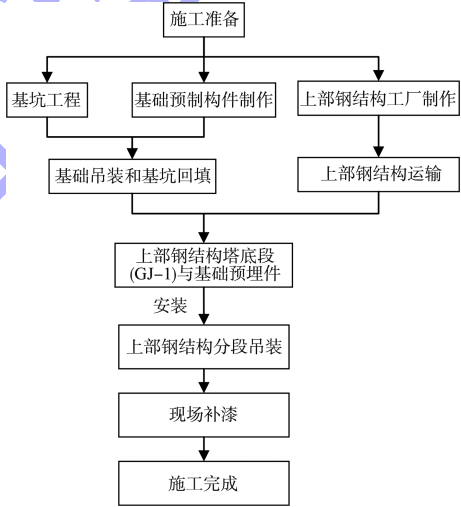 施工准备
基坑工程
基础预制构件制作
上部钢结构工厂制作
基础吊装和基坑回填
上部钢结构运输
上部钢结构塔底段
(GJ-1)与基础预埋件
安装
上部钢结构分段吊装
现场补漆
施工完成